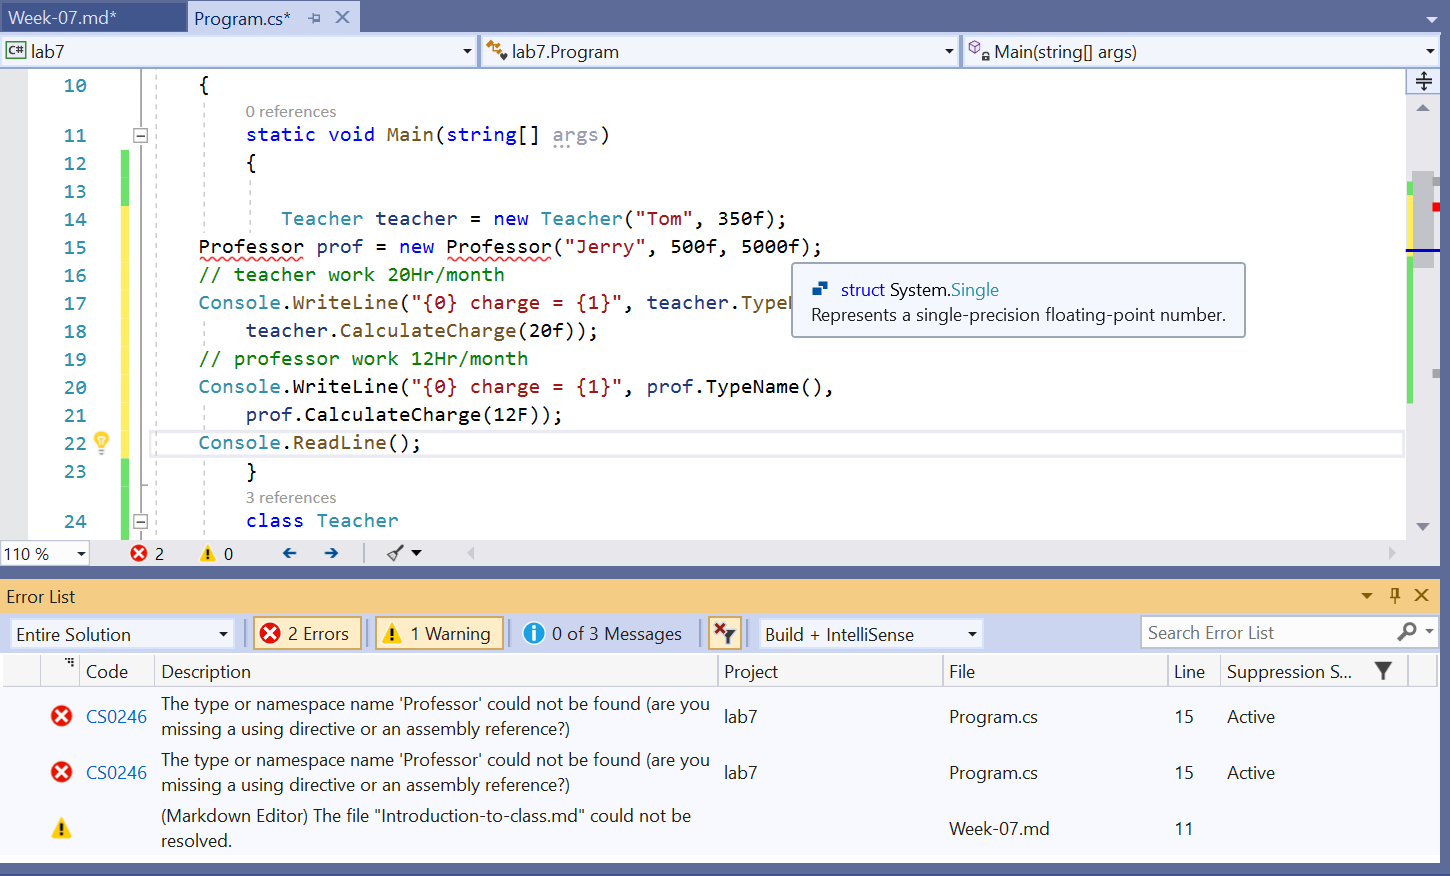 Week-07.md*
Program.cs*
C# lab7
lab7.Program
Main(string[] args)
10 {
0 references
11 static void Main(string[] args)
12 {
13
14 Teacher teacher = new Teacher("Tom", 350f);
15 Professor prof = new Professor("Jerry", 500f, 5000f);
16 // teacher work 20Hr/month
17 Console.WriteLine("{0} charge = {1}", teacher.Type
struct System.Single
Represents a single-precision floating-point number.
18 teacher.CalculateCharge(20f));
19 // professor work 12Hr/month
20 Console.WriteLine("{0} charge = {1}", prof.TypeName(),
21 prof.CalculateCharge(12F));
22 Console.ReadLine();
23 }
3 references
24 class Teacher
110 %
2
0
Error List
Entire Solution
2 Errors
1 Warning
0 of 3 Messages
Build + IntelliSense
Search Error List
Code Description Project File Line Suppression S...
CS0246 The type or namespace name 'Professor' could not be found (are you
missing a using directive or an assembly reference?) lab7 Program.cs 15 Active
CS0246 The type or namespace name 'Professor' could not be found (are you
missing a using directive or an assembly reference?) lab7 Program.cs 15 Active
(Markdown Editor) The file "Introduction-to-class.md" could not be
resolved. Week-07.md 11